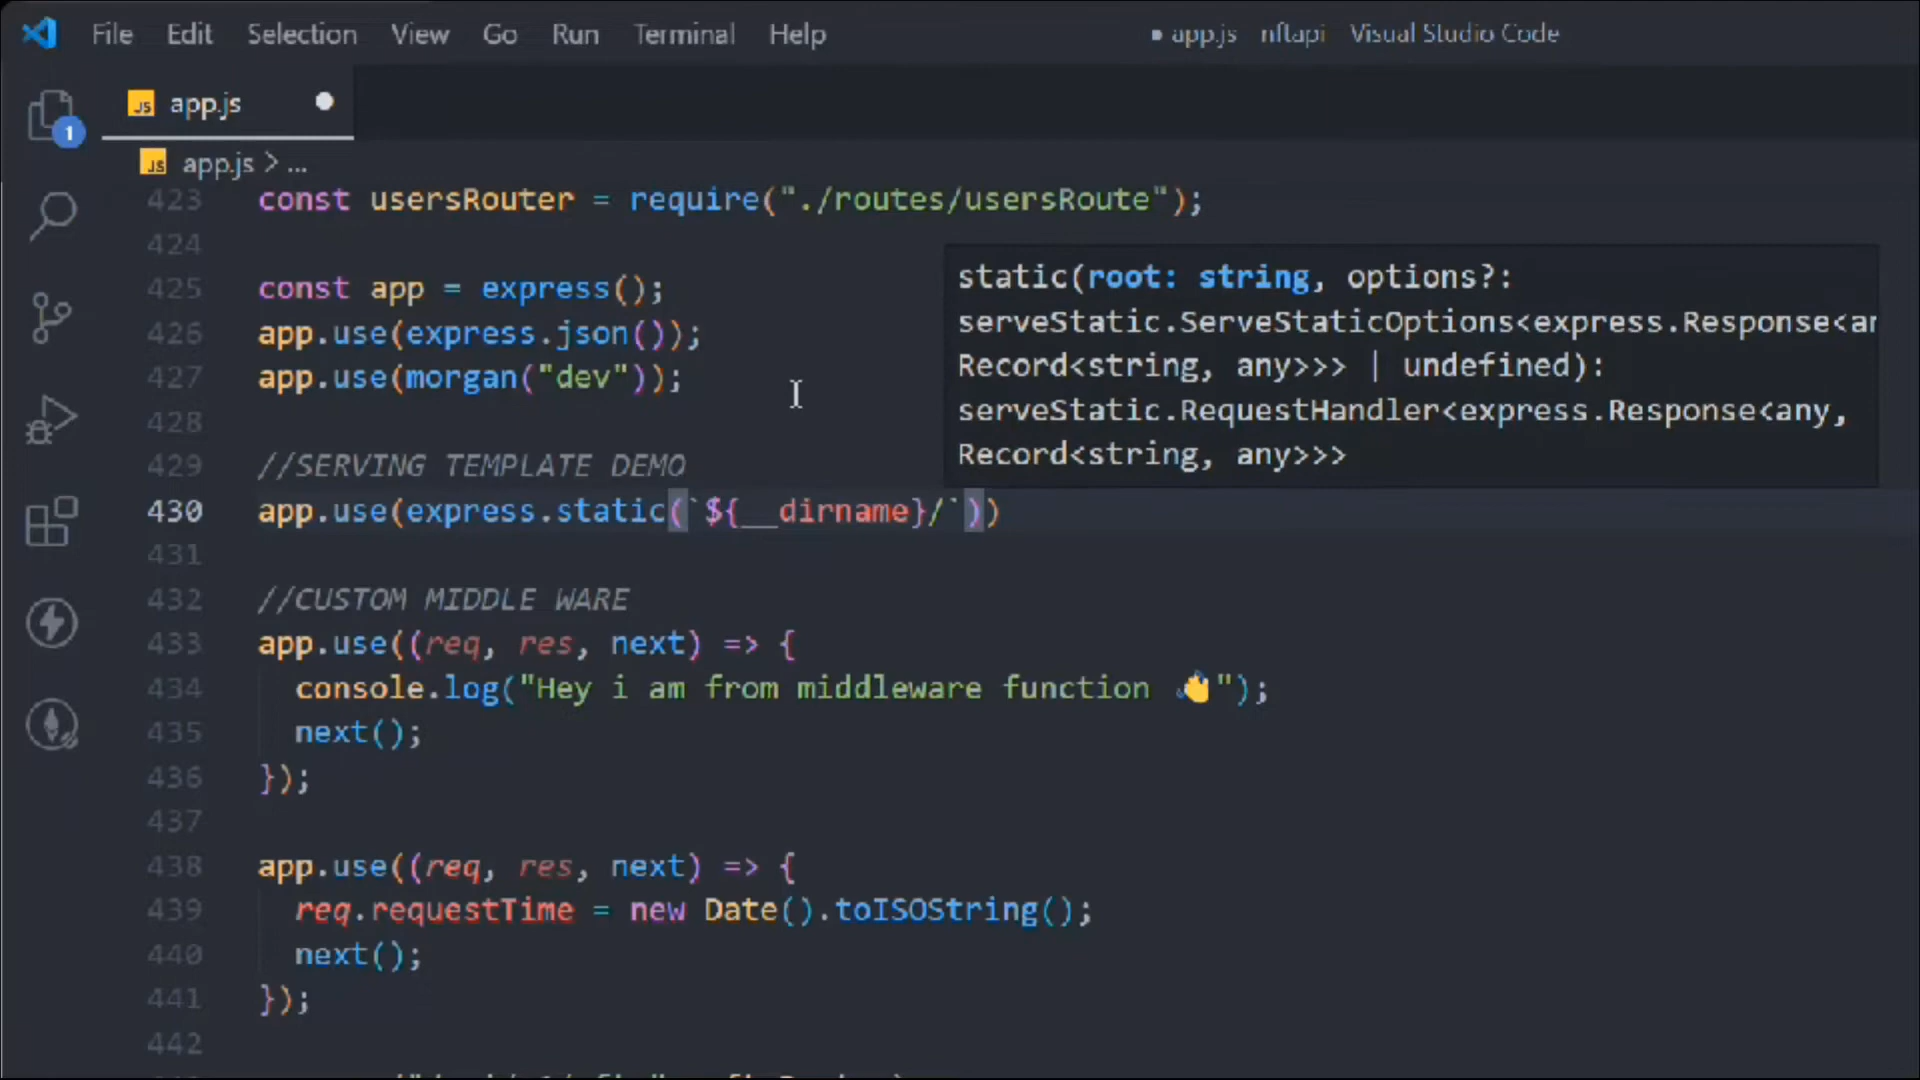 File Edit Selection View Go Run Terminal Help
● app.js nftapi Visual Studio Code
1
JS app.js ●
JS app.js > ...
423 const usersRouter = require("./routes/usersRoute");
424
425 const app = express();
426 app.use(express.json());
427 app.use(morgan("dev"));
428
429 //SERVING TEMPLATE DEMO
430 app.use(express.static(`${__dirname}/`))
431
432 //CUSTOM MIDDLE WARE
433 app.use((req, res, next) => {
434 console.log("Hey i am from middleware function 👋");
435 next();
436 });
437
438 app.use((req, res, next) => {
439 req.requestTime = new Date().toISOString();
440 next();
441 });
442
static(root: string, options?:
serveStatic.ServeStaticOptions<express.Response<an
Record<string, any>>> | undefined):
serveStatic.RequestHandler<express.Response<any,
Record<string, any>>>